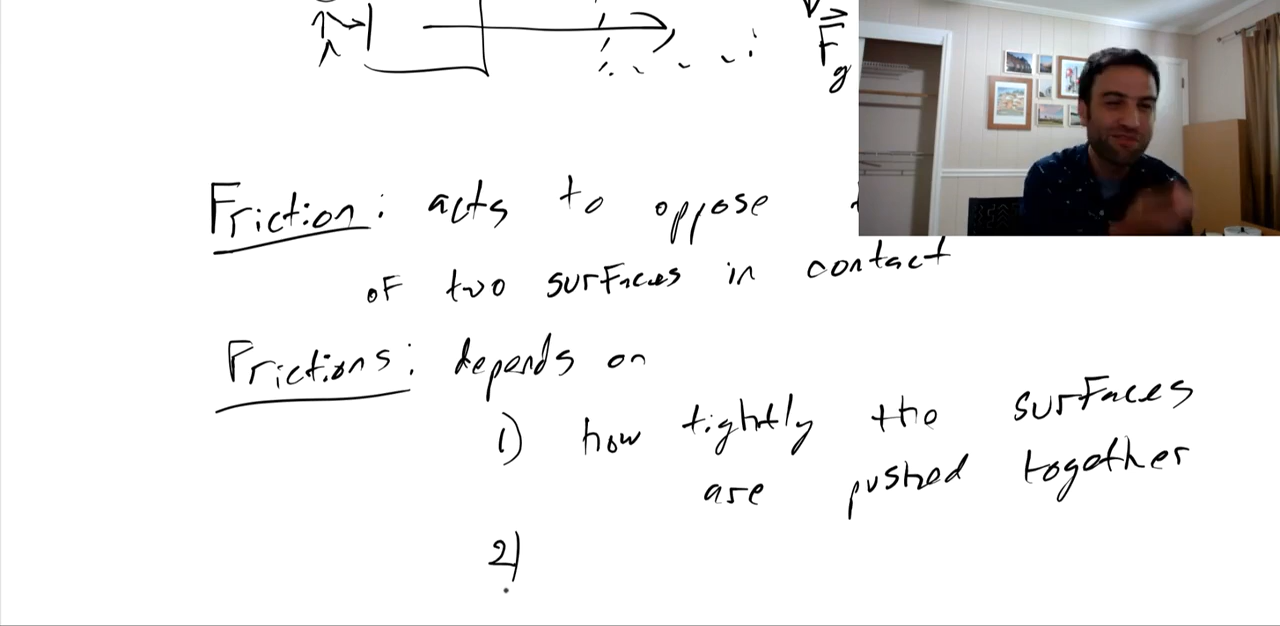 F g
Friction: acts to oppose
of two surfaces in contact
Frictions: depends on
1) how tightly the surfaces
are pushed together
2)